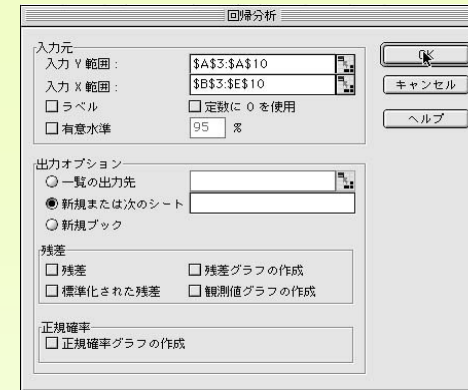 回帰分析
入力元
入力 Y 範囲 : $A$3:$A$10
入力 X 範囲 : $B$3:$E$10
ラベル 定数に 0 を使用
有意水準 95 %
OK
キャンセル
ヘルプ
出力オプション
一覧の出力先
新規または次のシート
新規ブック
残差
残差 残差グラフの作成
標準化された残差 観測値グラフの作成
正規確率
正規確率グラフの作成